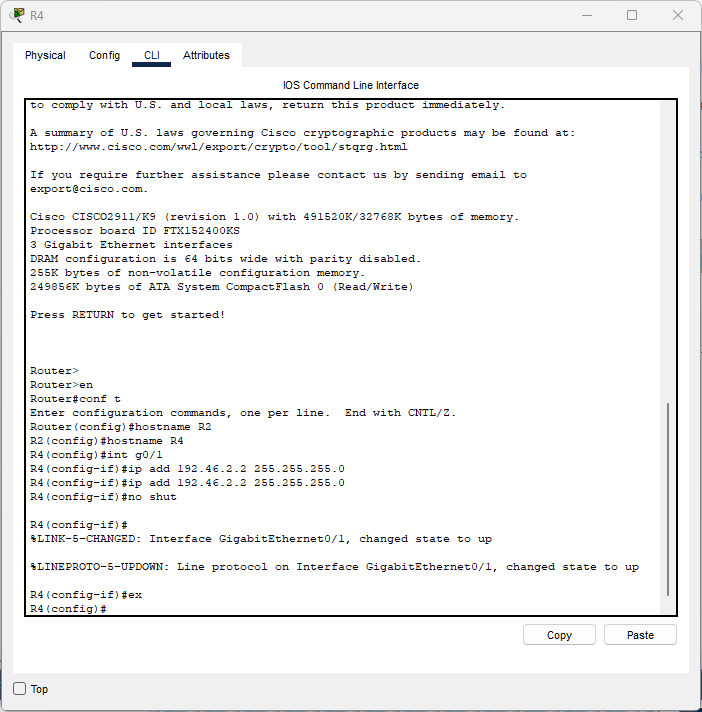 R4
Physical Config CLI Attributes
IOS Command Line Interface
to comply with U.S. and local laws, return this product immediately.
A summary of U.S. laws governing Cisco cryptographic products may be found at:
http://www.cisco.com/wwl/export/crypto/tool/stqrg.html
If you require further assistance please contact us by sending email to
export@cisco.com.
Cisco CISCO2911/K9 (revision 1.0) with 491520K/32768K bytes of memory.
Processor board ID FTX152400KS
3 Gigabit Ethernet interfaces
DRAM configuration is 64 bits wide with parity disabled.
255K bytes of non-volatile configuration memory.
249856K bytes of ATA System CompactFlash 0 (Read/Write)
Press RETURN to get started!
Router>
Router>en
Router#conf t
Enter configuration commands, one per line.  End with CNTL/Z.
Router(config)#hostname R2
R2(config)#hostname R4
R4(config)#int g0/1
R4(config-if)#ip add 192.46.2.2 255.255.255.0
R4(config-if)#ip add 192.46.2.2 255.255.255.0
R4(config-if)#no shut
R4(config-if)#
%LINK-5-CHANGED: Interface GigabitEthernet0/1, changed state to up
%LINEPROTO-5-UPDOWN: Line protocol on Interface GigabitEthernet0/1, changed state to up
R4(config-if)#ex
R4(config)#
Copy Paste
Top